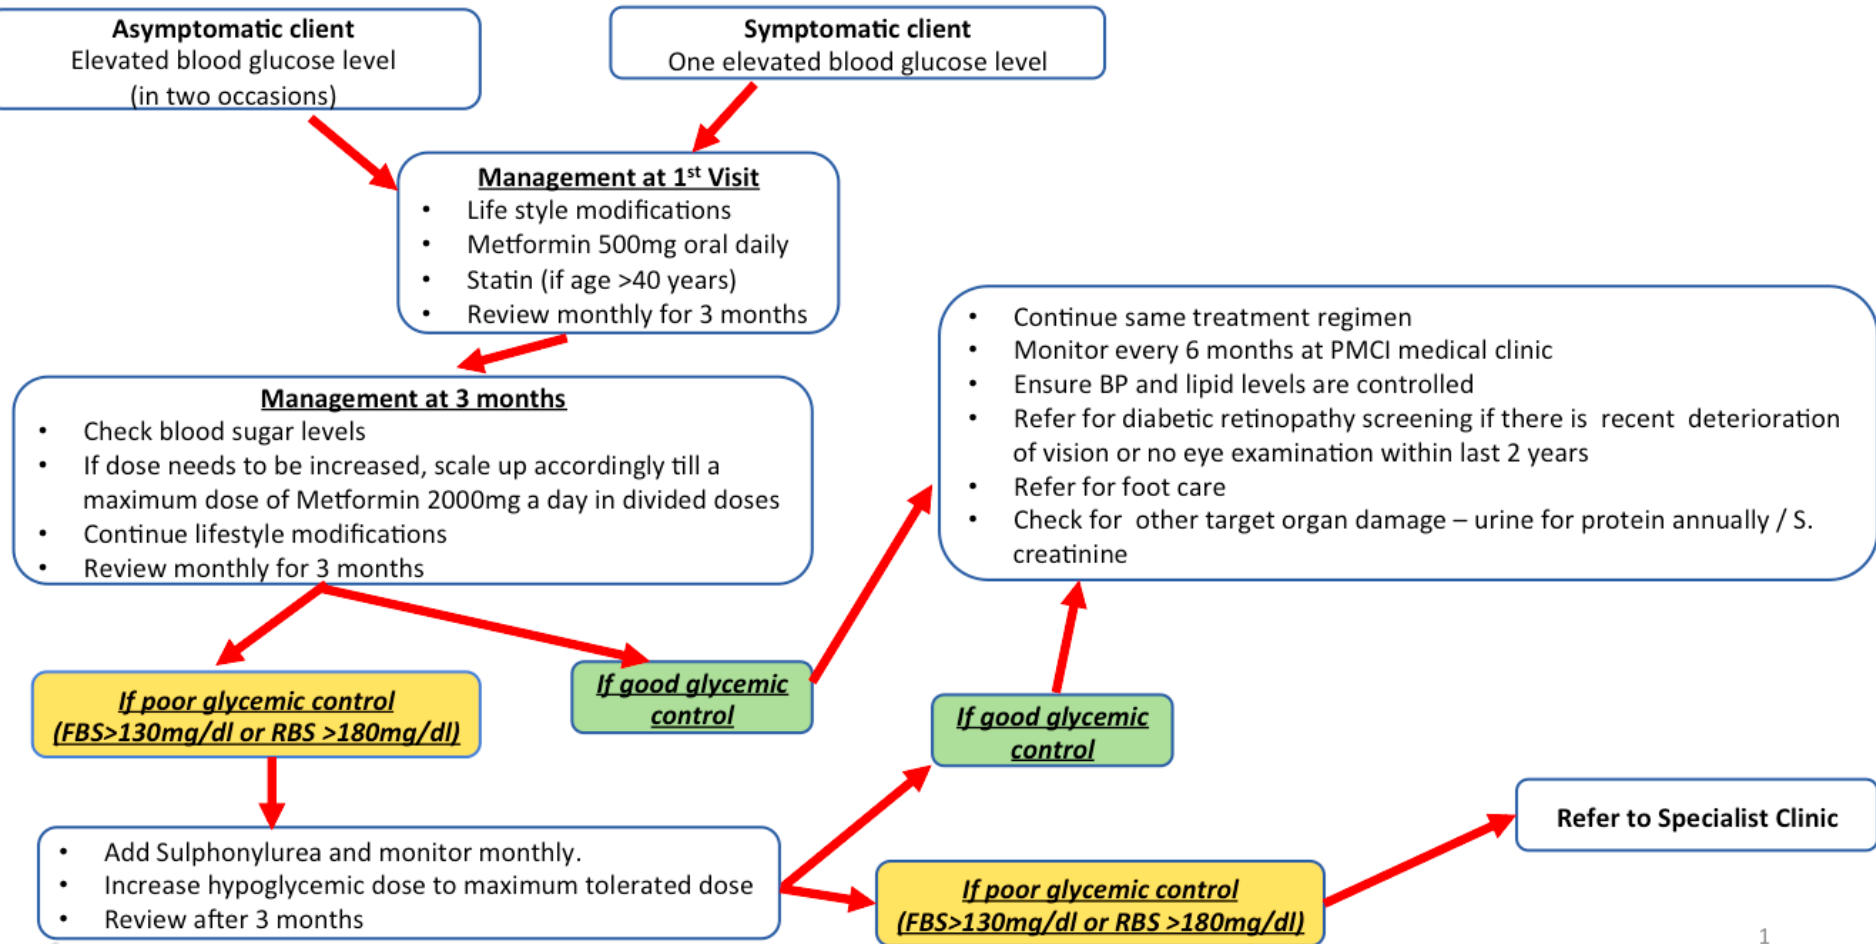 Asymptomatic client
Elevated blood glucose level
(in two occasions)
Symptomatic client
One elevated blood glucose level
Management at 1st Visit
• Life style modifications
• Metformin 500mg oral daily
• Statin (if age >40 years)
• Review monthly for 3 months
Management at 3 months
• Check blood sugar levels
• If dose needs to be increased, scale up accordingly till a
maximum dose of Metformin 2000mg a day in divided doses
• Continue lifestyle modifications
• Review monthly for 3 months
• Continue same treatment regimen
• Monitor every 6 months at PMCI medical clinic
• Ensure BP and lipid levels are controlled
• Refer for diabetic retinopathy screening if there is recent deterioration
of vision or no eye examination within last 2 years
• Refer for foot care
• Check for other target organ damage – urine for protein annually / S.
creatinine
If poor glycemic control
(FBS>130mg/dl or RBS >180mg/dl)
If good glycemic
control
If good glycemic
control
• Add Sulphonylurea and monitor monthly.
• Increase hypoglycemic dose to maximum tolerated dose
• Review after 3 months
If poor glycemic control
(FBS>130mg/dl or RBS >180mg/dl)
Refer to Specialist Clinic
1